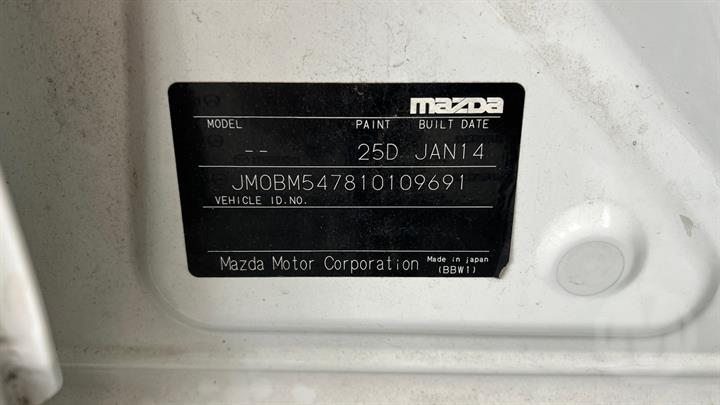 mazda
MODEL PAINT BUILT DATE
-- 25D JAN14
JM0BM547810109691
VEHICLE ID.NO.
Mazda Motor Corporation Made in japan
(BBW1)